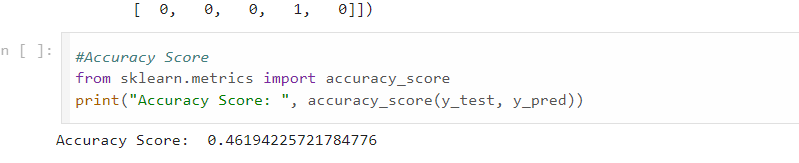 [  0,   0,   0,   1,   0]])
n [ ]:
#Accuracy Score
from sklearn.metrics import accuracy_score
print("Accuracy Score: ", accuracy_score(y_test, y_pred))
Accuracy Score:  0.46194225721784776